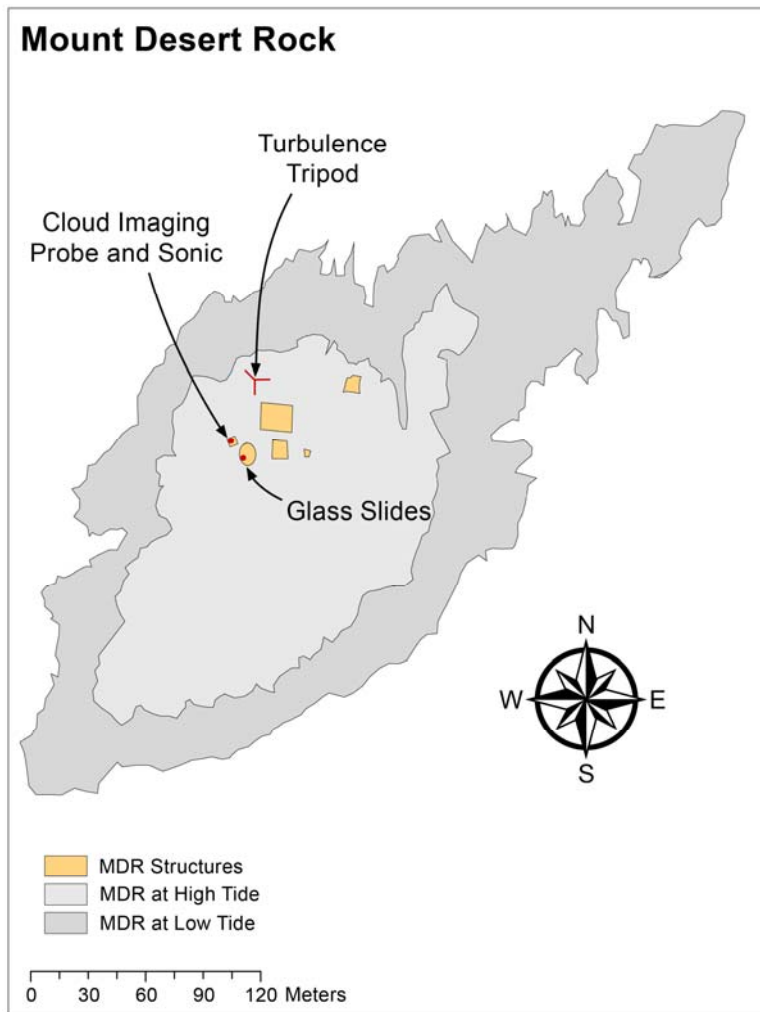 Mount Desert Rock
Turbulence
Tripod
Cloud Imaging
Probe and Sonic
Glass Slides
N
W E
S
MDR Structures
MDR at High Tide
MDR at Low Tide
0 30 60 90 120 Meters